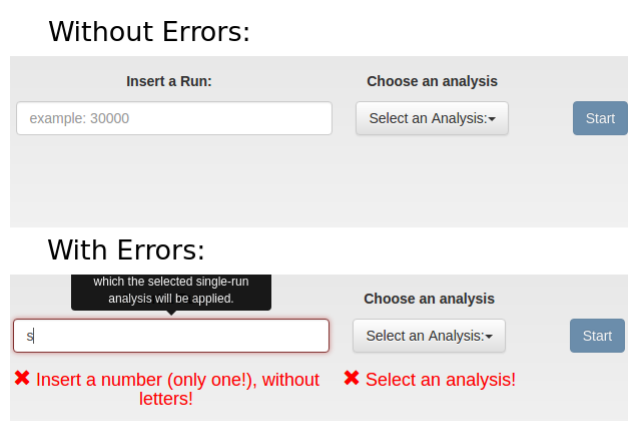 Without Errors:
Insert a Run: Choose an analysis
example: 30000 Select an Analysis: Start
With Errors:
which the selected single-run
analysis will be applied. Choose an analysis
s Select an Analysis: Start
✖ Insert a number (only one!), without ✖ Select an analysis!
letters!